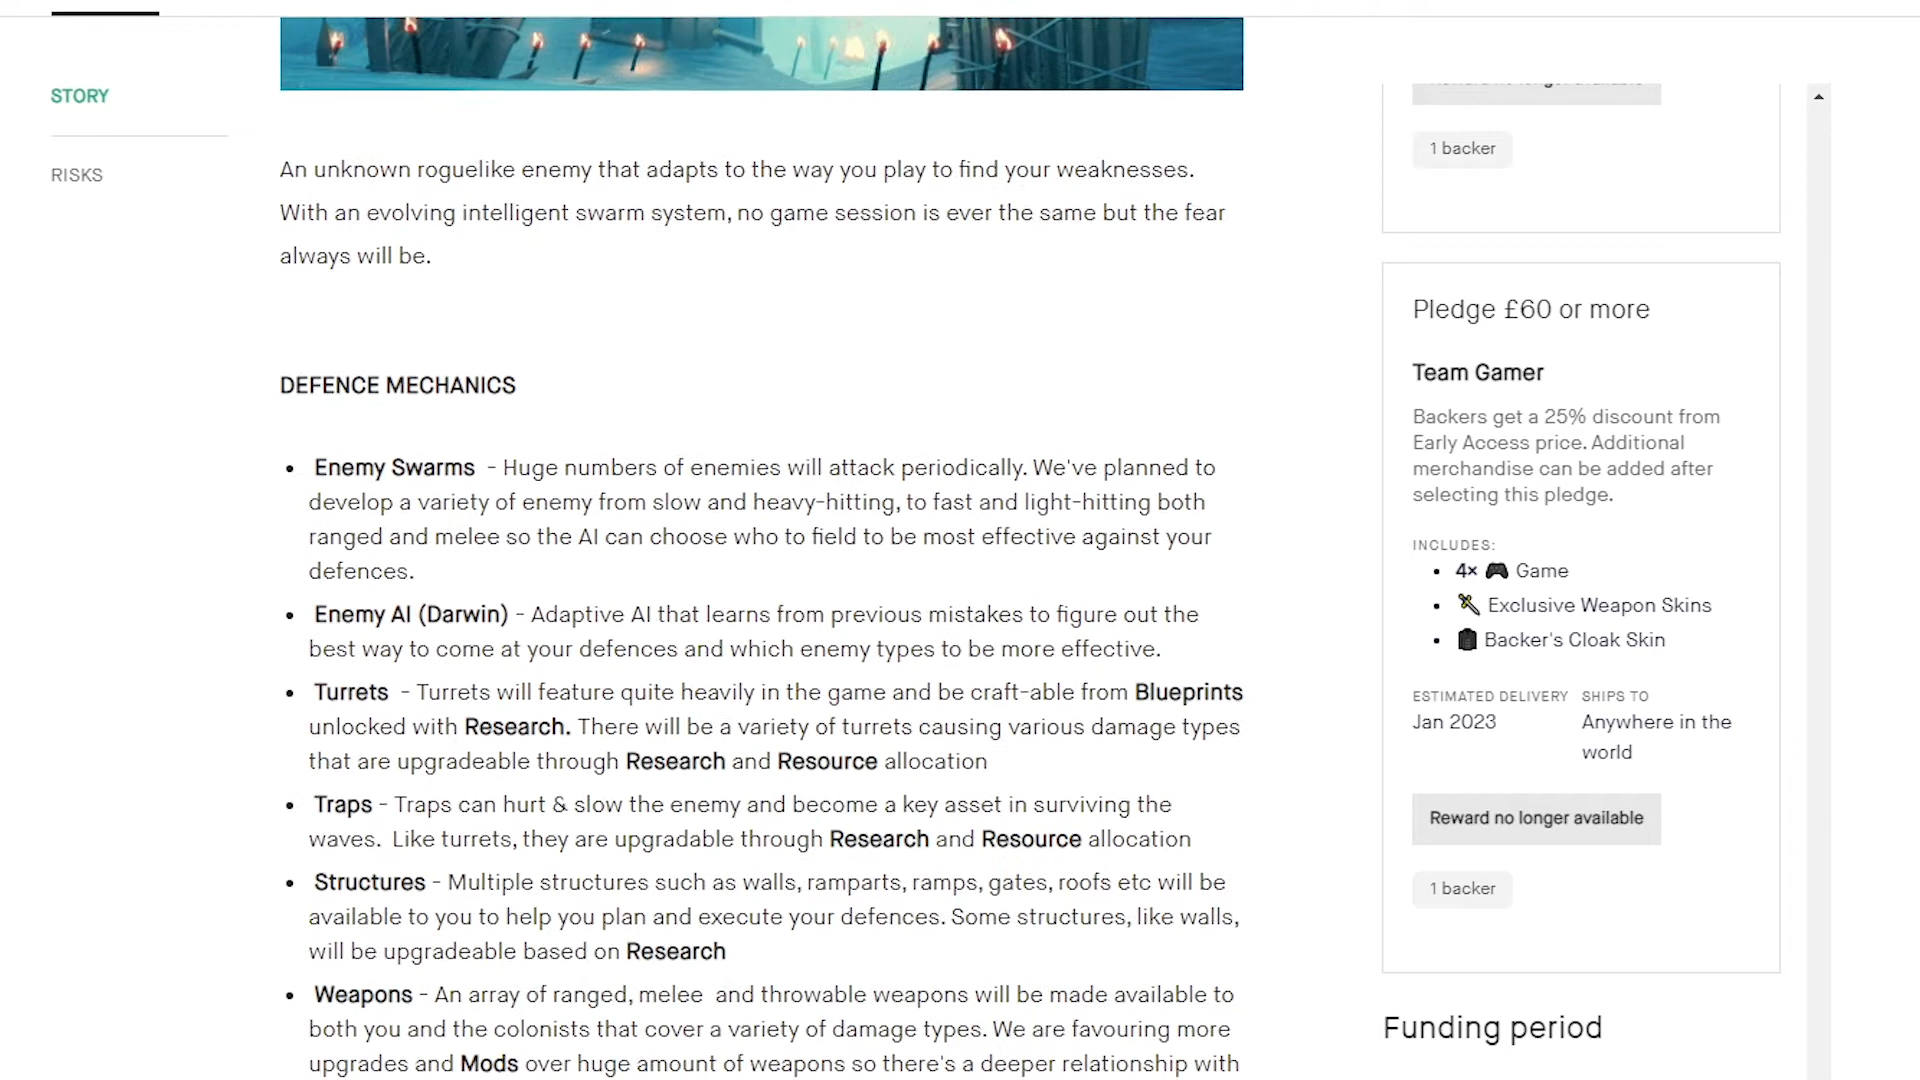 STORY
RISKS
An unknown roguelike enemy that adapts to the way you play to find your weaknesses.
With an evolving intelligent swarm system, no game session is ever the same but the fear
always will be.
DEFENCE MECHANICS
• Enemy Swarms - Huge numbers of enemies will attack periodically. We've planned to
develop a variety of enemy from slow and heavy-hitting, to fast and light-hitting both
ranged and melee so the AI can choose who to field to be most effective against your
defences.
• Enemy AI (Darwin) - Adaptive AI that learns from previous mistakes to figure out the
best way to come at your defences and which enemy types to be more effective.
• Turrets - Turrets will feature quite heavily in the game and be craft-able from Blueprints
unlocked with Research. There will be a variety of turrets causing various damage types
that are upgradeable through Research and Resource allocation
• Traps - Traps can hurt & slow the enemy and become a key asset in surviving the
waves. Like turrets, they are upgradable through Research and Resource allocation
• Structures - Multiple structures such as walls, ramparts, ramps, gates, roofs etc will be
available to you to help you plan and execute your defences. Some structures, like walls,
will be upgradeable based on Research
• Weapons - An array of ranged, melee and throwable weapons will be made available to
both you and the colonists that cover a variety of damage types. We are favouring more
upgrades and Mods over huge amount of weapons so there's a deeper relationship with
1 backer
Pledge £60 or more
Team Gamer
Backers get a 25% discount from
Early Access price. Additional
merchandise can be added after
selecting this pledge.
INCLUDES:
• 4× 🎮 Game
• 🗡 Exclusive Weapon Skins
• Backer's Cloak Skin
ESTIMATED DELIVERY SHIPS TO
Jan 2023 Anywhere in the
world
Reward no longer available
1 backer
Funding period